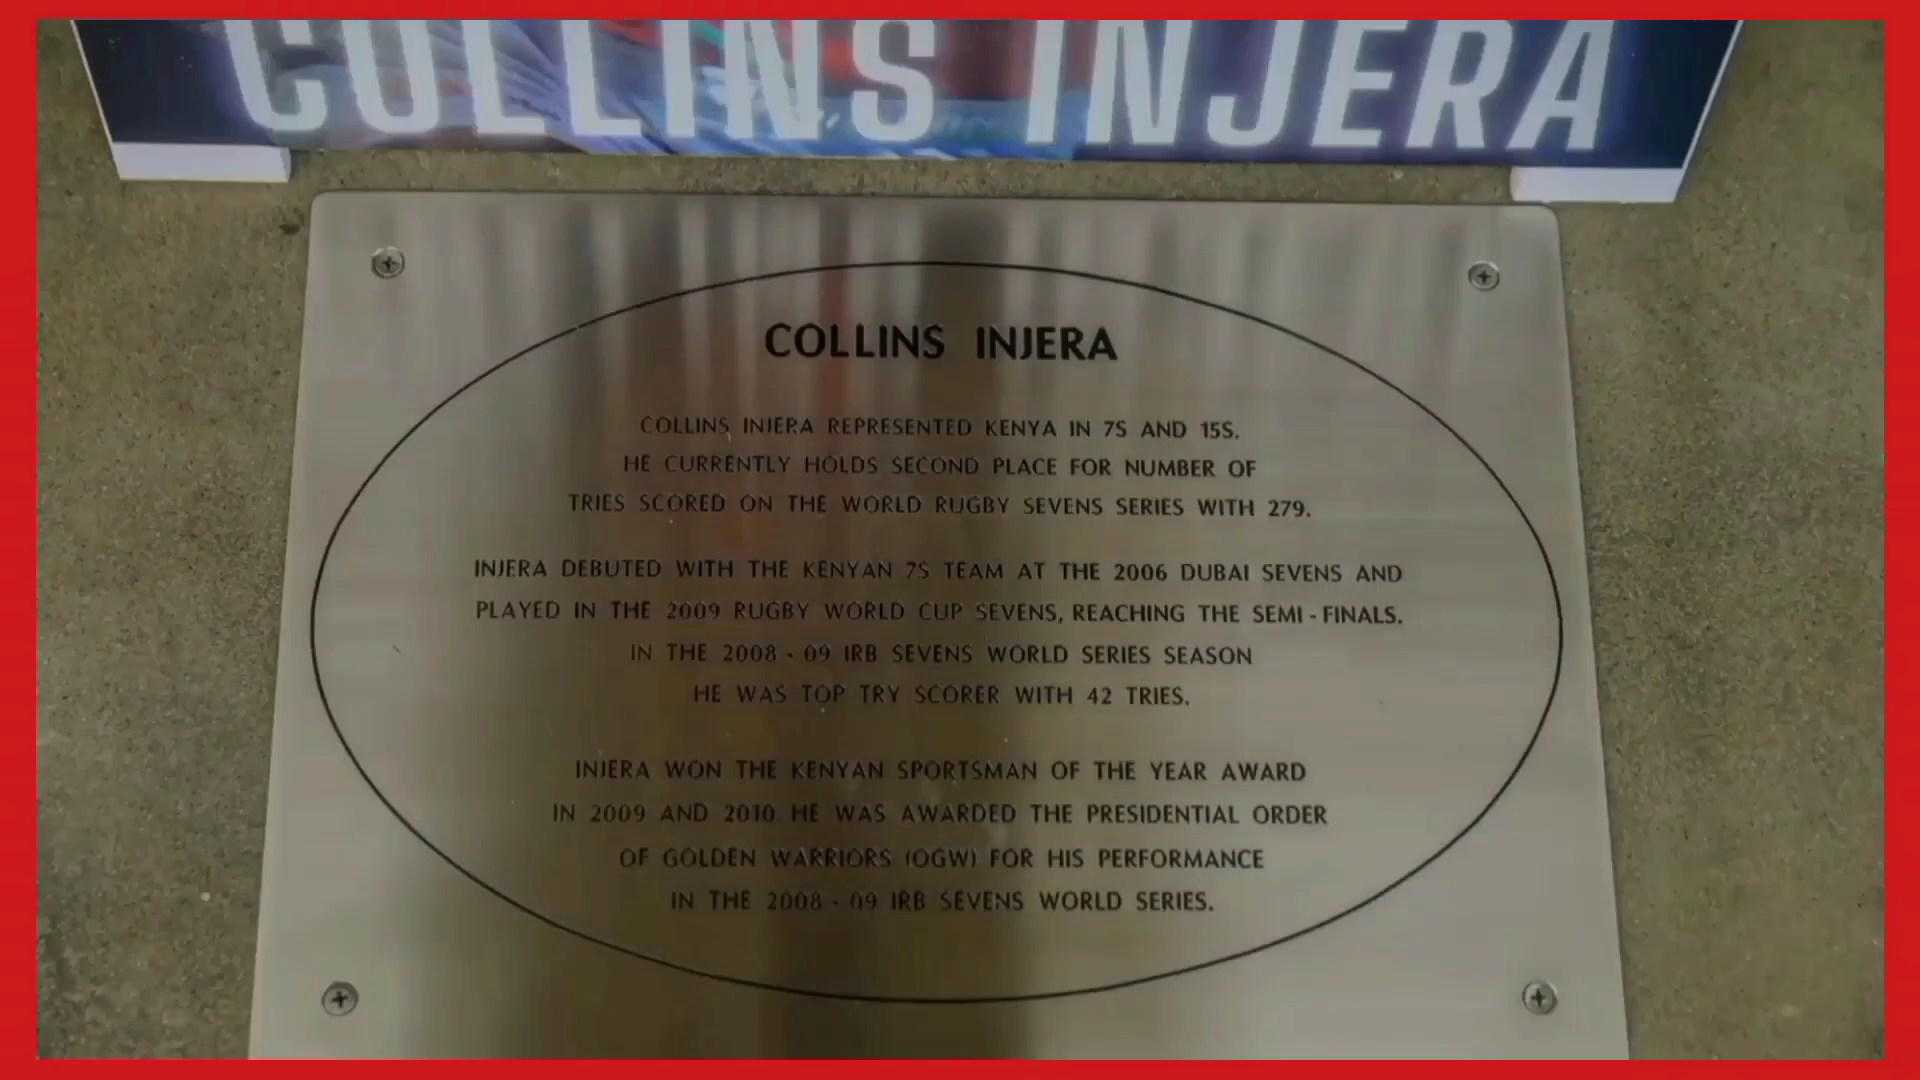 COLLINS INJERA
COLLINS INJERA
COLLINS INJERA REPRESENTED KENYA IN 7S AND 15S.
HE CURRENTLY HOLDS SECOND PLACE FOR NUMBER OF
TRIES SCORED ON THE WORLD RUGBY SEVENS SERIES WITH 279.
INJERA DEBUTED WITH THE KENYAN 7S TEAM AT THE 2006 DUBAI SEVENS AND
PLAYED IN THE 2009 RUGBY WORLD CUP SEVENS, REACHING THE SEMI - FINALS.
IN THE 2008 - 09 IRB SEVENS WORLD SERIES SEASON
HE WAS TOP TRY SCORER WITH 42 TRIES.
INJERA WON THE KENYAN SPORTSMAN OF THE YEAR AWARD
IN 2009 AND 2010. HE WAS AWARDED THE PRESIDENTIAL ORDER
OF GOLDEN WARRIORS (OGW) FOR HIS PERFORMANCE
IN THE 2008 - 09 IRB SEVENS WORLD SERIES.